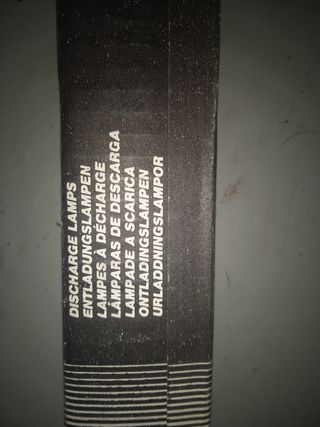 DISCHARGE LAMPS
ENTLADUNGSLAMPEN
LAMPES À DÉCHARGE
LÁMPARAS DE DESCARGA
LAMPADE A SCARICA
ONTLADINGSLAMPEN
URLADDNINGSLAMPOR